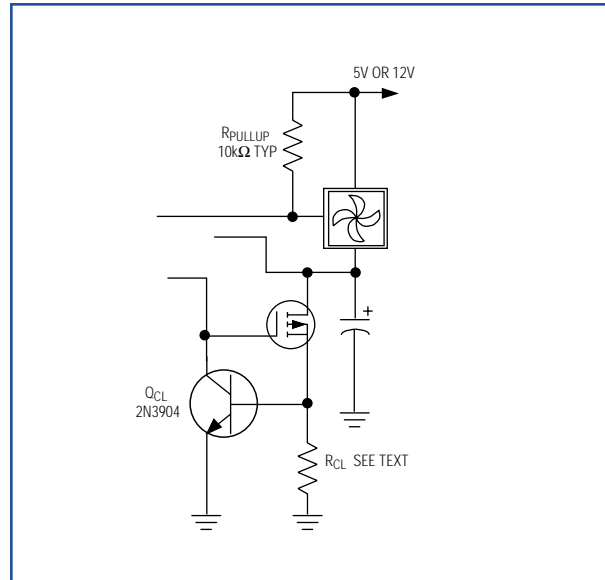 5V OR 12V
RPULLUP
10kΩ TYP
+
QCL
2N3904
RCL SEE TEXT